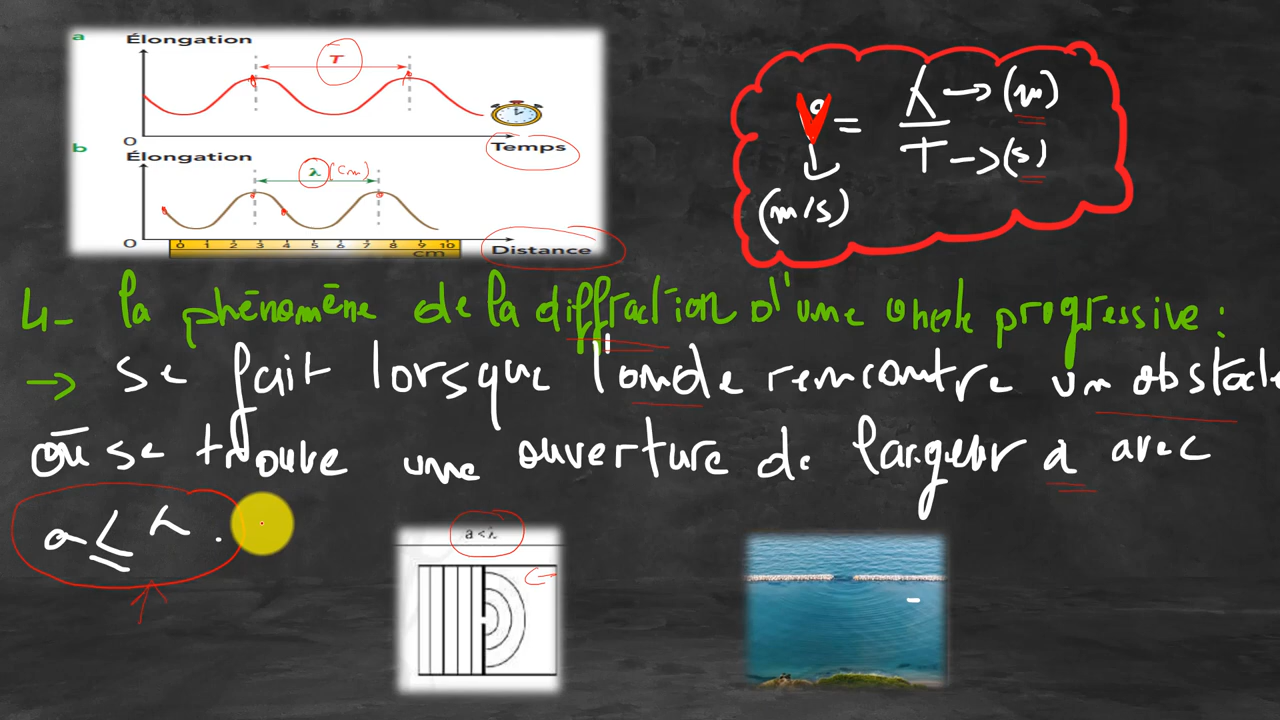 a
Élongation
T
0
Temps
b
Élongation
λ (cm)
0
0 1 2 3 4 5 6 7 8 9 10
cm
Distance
V = λ → (m)
T → (s)
(m/s)
4- la phénomène de la diffraction d'une onde progressive :
→ se fait lorsque l'onde rencontre un obstacle
où se trouve une ouverture de largeur a avec
a ≤ λ .
a < λ